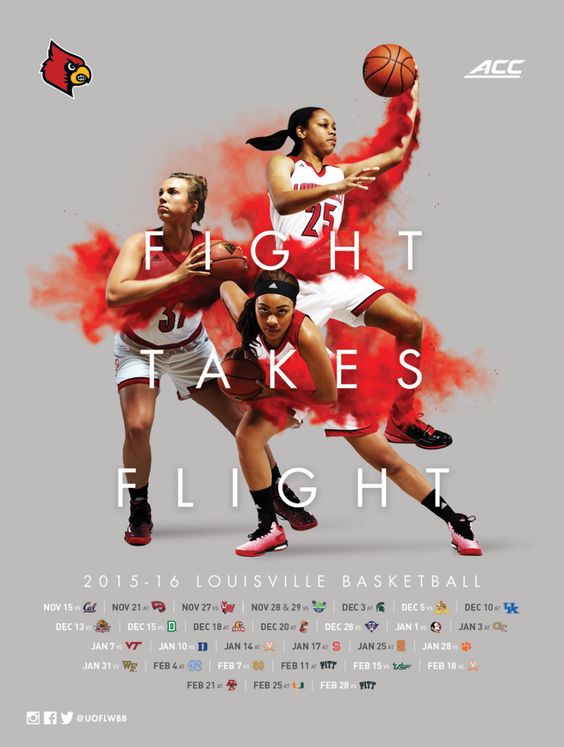 ACC
LOUISVILLE
25
FIGHT
31
TAKES
FLIGHT
2015-16 LOUISVILLE BASKETBALL
NOV 15 VS Cal | NOV 21 AT | NOV 27 VS | NOV 28 & 29 VS | DEC 3 AT | DEC 5 VS | DEC 10 AT UK
DEC 13 VS | DEC 15 VS D | DEC 18 AT | DEC 20 AT | DEC 28 VS | JAN 1 VS | JAN 3 AT GT
JAN 7 VS VT | JAN 10 VS D | JAN 14 AT | JAN 17 AT S | JAN 25 AT S | JAN 28 VS
JAN 31 VS WF | FEB 4 AT NC | FEB 7 VS ND | FEB 11 AT PITT | FEB 15 VS | FEB 18 VS
FEB 21 AT BC | FEB 25 AT | FEB 28 VS PITT
@UOFLWBB